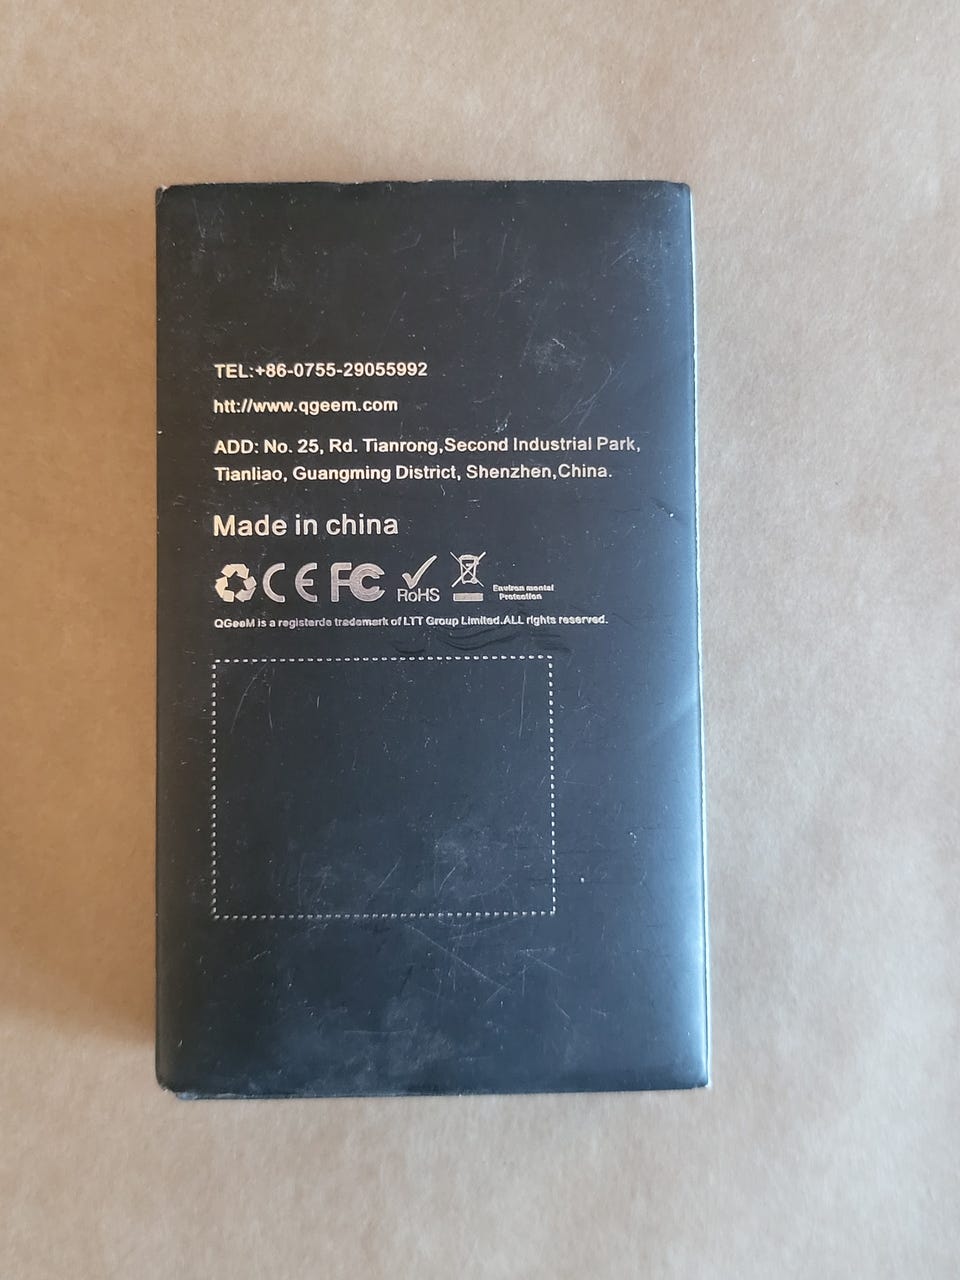 TEL:+86-0755-29055992
htt://www.qgeem.com
ADD: No. 25, Rd. Tianrong,Second Industrial Park,
Tianliao, Guangming District, Shenzhen,China.
Made in china
CE FC RoHS Environ mental
Protection
QGeeM is a registerde trademark of LTT Group Limited.ALL rights reserved.